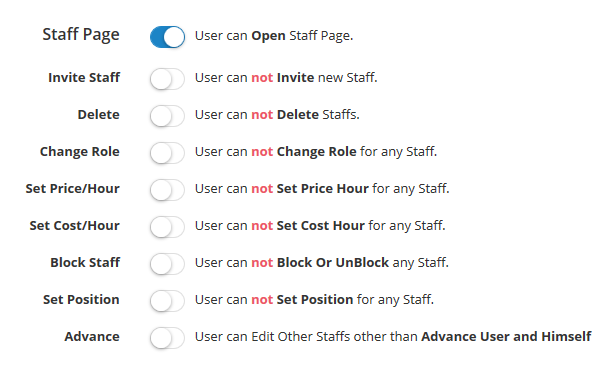 Staff Page User can Open Staff Page.
Invite Staff User can not Invite new Staff.
Delete User can not Delete Staffs.
Change Role User can not Change Role for any Staff.
Set Price/Hour User can not Set Price Hour for any Staff.
Set Cost/Hour User can not Set Cost Hour for any Staff.
Block Staff User can not Block Or UnBlock any Staff.
Set Position User can not Set Position for any Staff.
Advance User can Edit Other Staffs other than Advance User and Himself